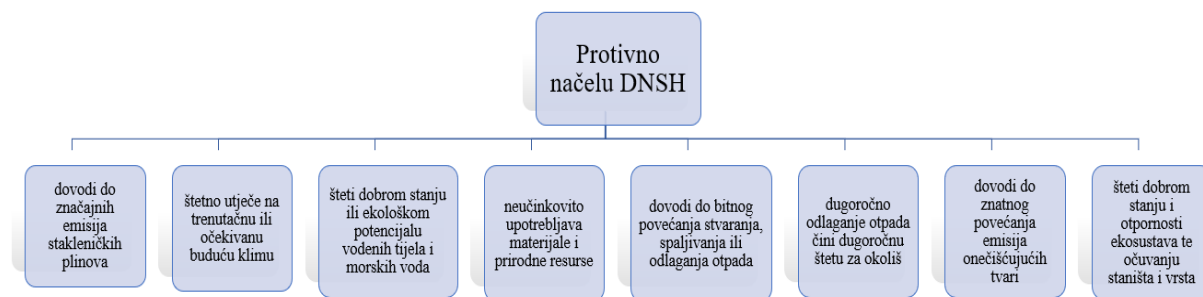 Protivno
načelu DNSH
dovodi do
značajnih
emisija
stakleničkih
plinova
štetno utječe na
trenutačnu ili
očekivanu
buduću klimu
šteti dobrom stanju
ili ekološkom
potencijalu
vodenih tijela i
morskih voda
neučinkovito
upotrebljava
materijale i
prirodne resurse
dovodi do bitnog
povećanja stvaranja,
spaljivanja ili
odlaganja otpada
dugoročno
odlaganje otpada
čini dugoročnu
štetu za okoliš
dovodi do
znatnog
povećanja
emisija
onečišćujućih
tvari
šteti dobrom
stanju i
otpornosti
ekosustava te
očuvanju
staništa i vrsta